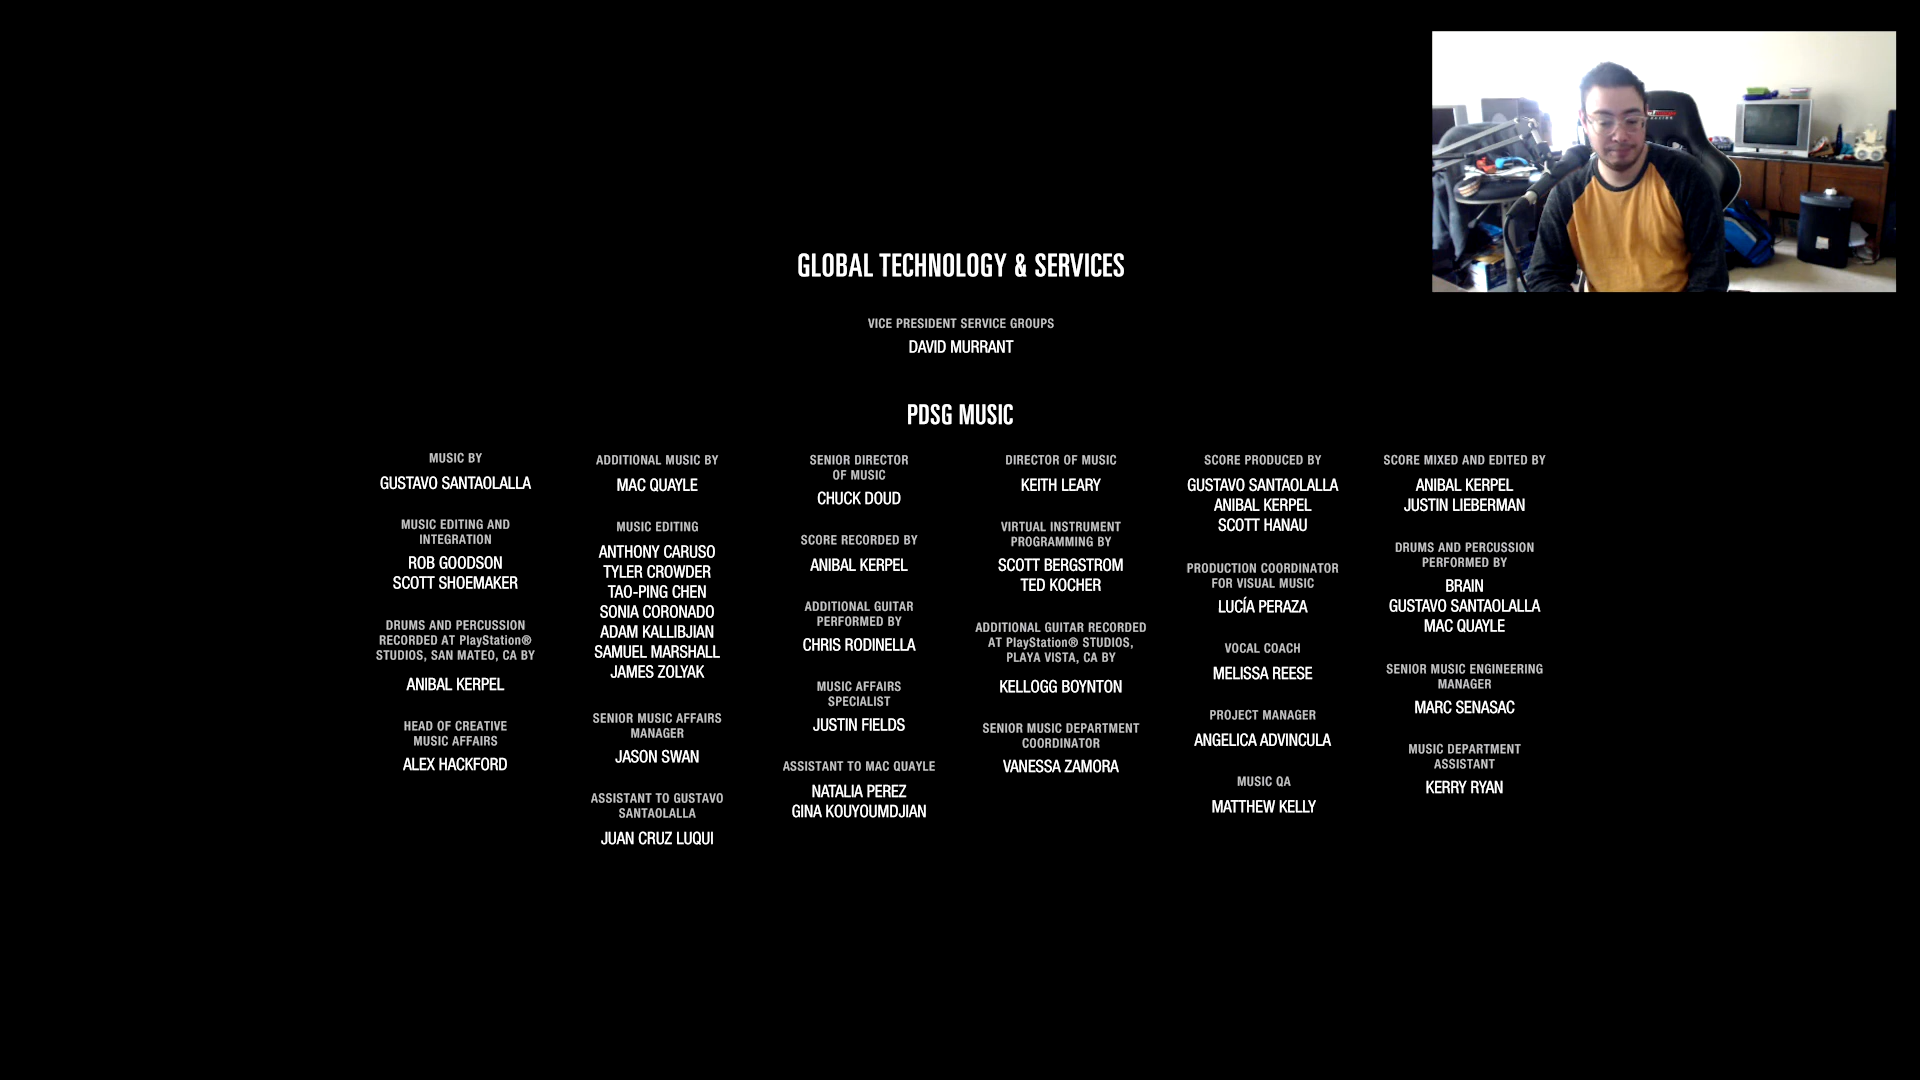 GLOBAL TECHNOLOGY & SERVICES
VICE PRESIDENT SERVICE GROUPS
DAVID MURRANT
PDSG MUSIC
MUSIC BY
GUSTAVO SANTAOLALLA
MUSIC EDITING AND
INTEGRATION
ROB GOODSON
SCOTT SHOEMAKER
DRUMS AND PERCUSSION
RECORDED AT PlayStation®
STUDIOS, SAN MATEO, CA BY
ANIBAL KERPEL
HEAD OF CREATIVE
MUSIC AFFAIRS
ALEX HACKFORD
ADDITIONAL MUSIC BY
MAC QUAYLE
MUSIC EDITING
ANTHONY CARUSO
TYLER CROWDER
TAO-PING CHEN
SONIA CORONADO
ADAM KALLIBJIAN
SAMUEL MARSHALL
JAMES ZOLYAK
SENIOR MUSIC AFFAIRS
MANAGER
JASON SWAN
ASSISTANT TO GUSTAVO
SANTAOLALLA
JUAN CRUZ LUQUI
SENIOR DIRECTOR
OF MUSIC
CHUCK DOUD
SCORE RECORDED BY
ANIBAL KERPEL
ADDITIONAL GUITAR
PERFORMED BY
CHRIS RODINELLA
MUSIC AFFAIRS
SPECIALIST
JUSTIN FIELDS
ASSISTANT TO MAC QUAYLE
NATALIA PEREZ
GINA KOUYOUMDJIAN
DIRECTOR OF MUSIC
KEITH LEARY
VIRTUAL INSTRUMENT
PROGRAMMING BY
SCOTT BERGSTROM
TED KOCHER
ADDITIONAL GUITAR RECORDED
AT PlayStation® STUDIOS,
PLAYA VISTA, CA BY
KELLOGG BOYNTON
SENIOR MUSIC DEPARTMENT
COORDINATOR
VANESSA ZAMORA
SCORE PRODUCED BY
GUSTAVO SANTAOLALLA
ANIBAL KERPEL
SCOTT HANAU
PRODUCTION COORDINATOR
FOR VISUAL MUSIC
LUCÍA PERAZA
VOCAL COACH
MELISSA REESE
PROJECT MANAGER
ANGELICA ADVINCULA
MUSIC QA
MATTHEW KELLY
SCORE MIXED AND EDITED BY
ANIBAL KERPEL
JUSTIN LIEBERMAN
DRUMS AND PERCUSSION
PERFORMED BY
BRAIN
GUSTAVO SANTAOLALLA
MAC QUAYLE
SENIOR MUSIC ENGINEERING
MANAGER
MARC SENASAC
MUSIC DEPARTMENT
ASSISTANT
KERRY RYAN